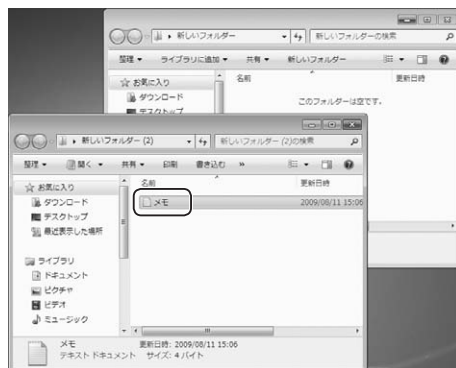 新しいフォルダー
新しいフォルダーの検索
整理 ライブラリに追加 共有 新しいフォルダー
お気に入り
ダウンロード
デスクトップ
名前 更新日時
このフォルダーは空です。
新しいフォルダー (2)
新しいフォルダー (2)の検索
整理 開く 共有 印刷 書き込む »
お気に入り
ダウンロード
デスクトップ
最近表示した場所
ライブラリ
ドキュメント
ピクチャ
ビデオ
ミュージック
名前 更新日時
メモ 2009/08/11 15:06
メモ 更新日時: 2009/08/11 15:06
テキスト ドキュメント サイズ: 4 バイト